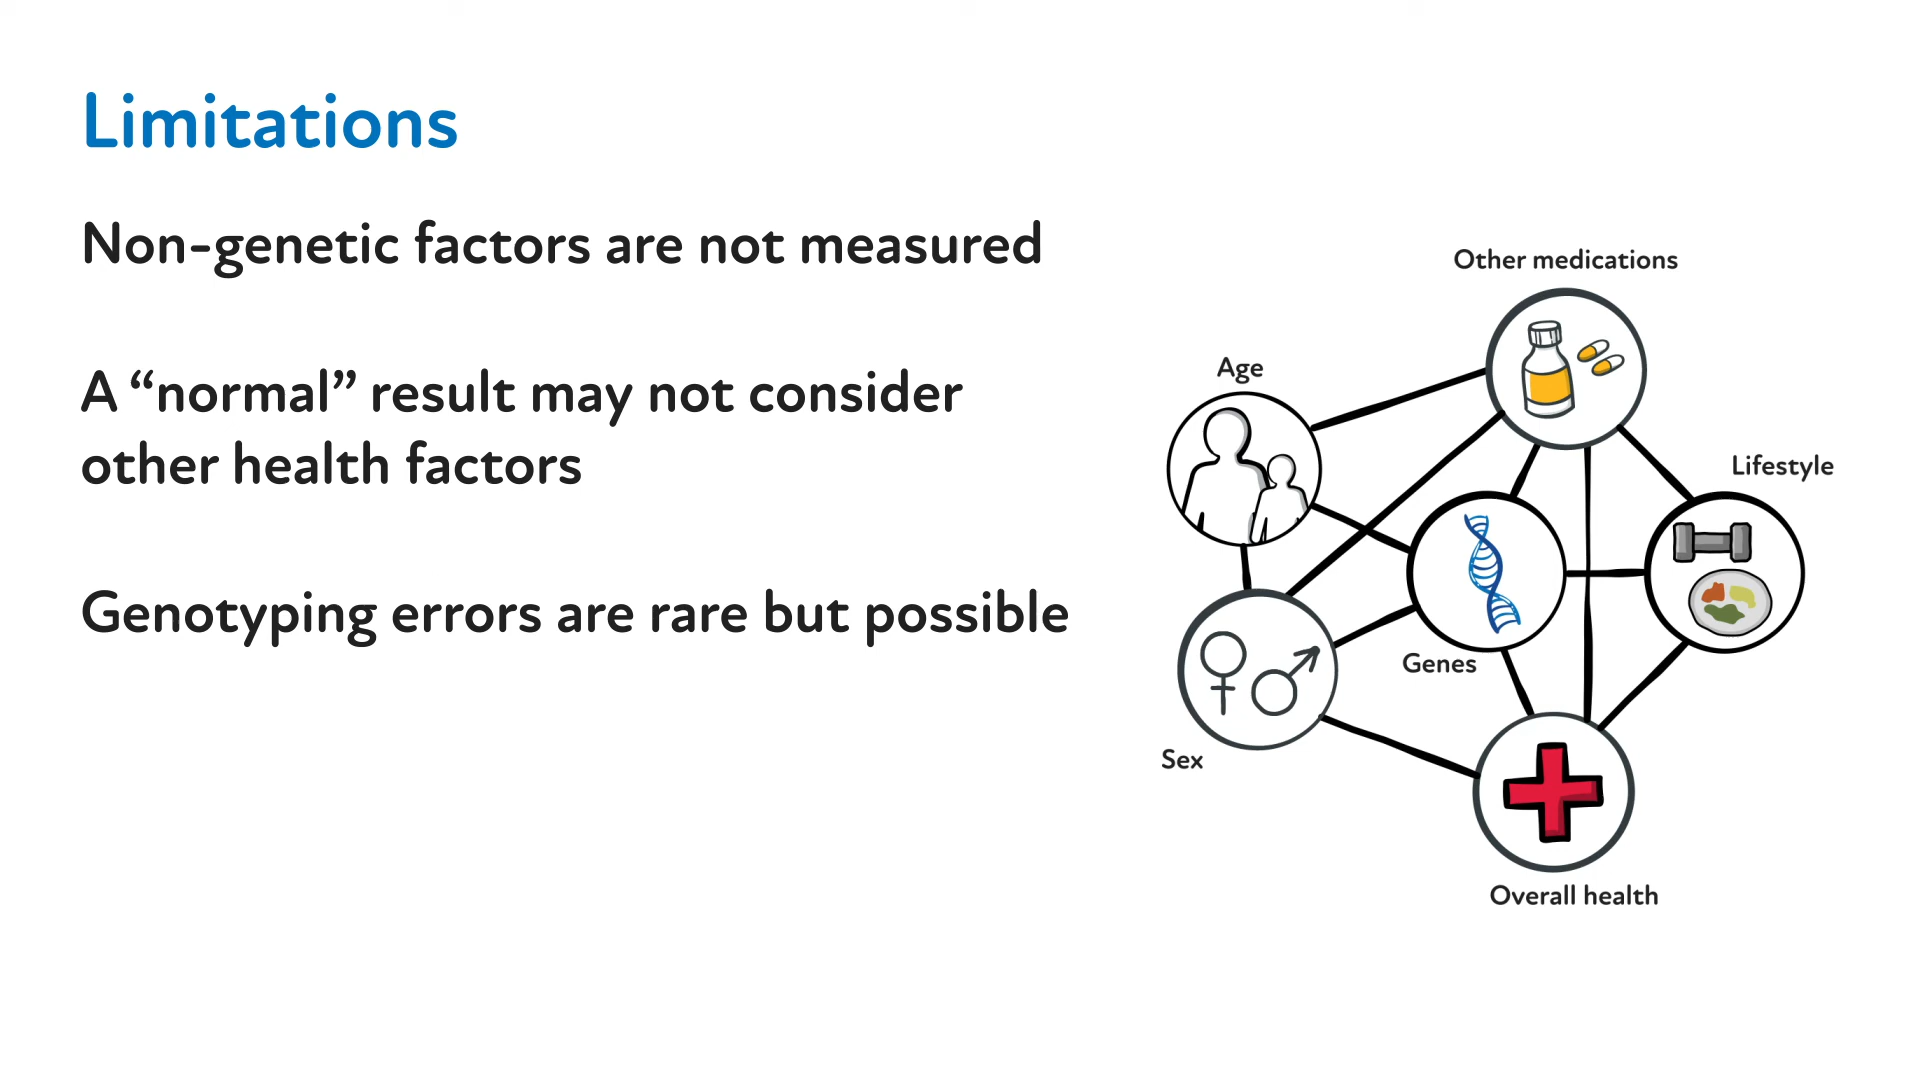 Limitations
Non-genetic factors are not measured
A “normal” result may not consider
other health factors
Genotyping errors are rare but possible
Other medications
Age
Lifestyle
Genes
Sex
Overall health